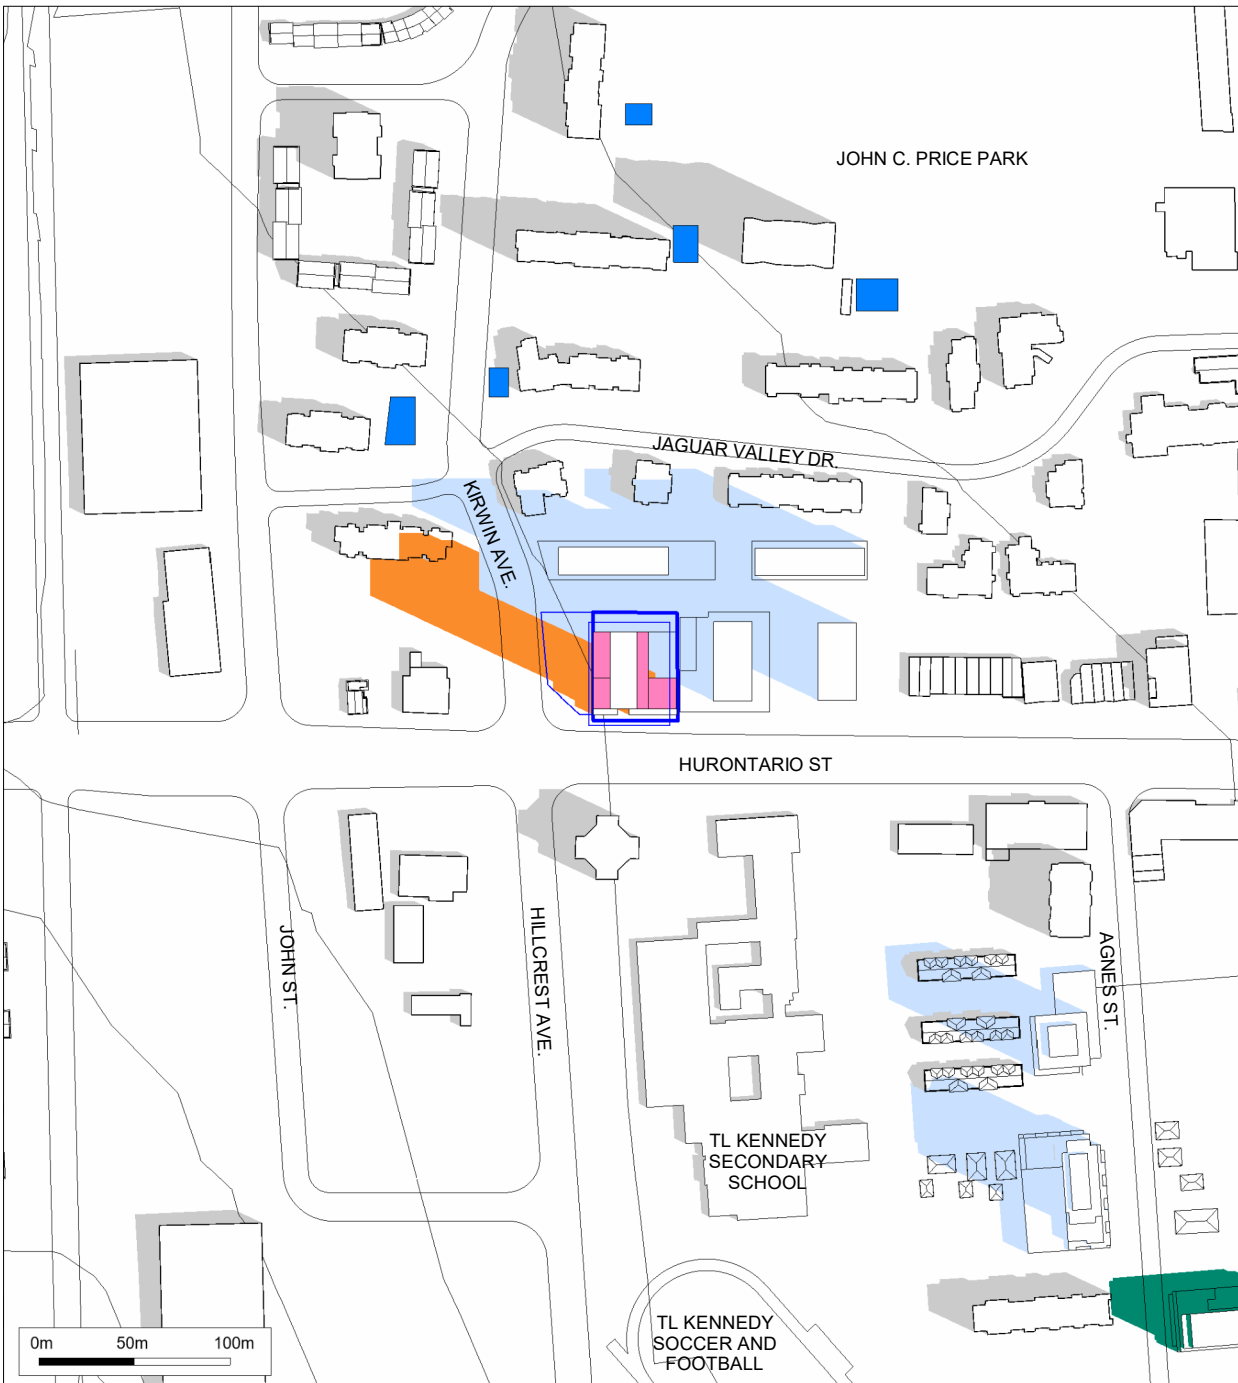 JOHN C. PRICE PARK
JAGUAR VALLEY DR.
KIRWIN AVE.
HURONTARIO ST
JOHN ST.
HILLCREST AVE.
AGNES ST.
TL KENNEDY
SECONDARY
SCHOOL
TL KENNEDY
SOCCER AND
FOOTBALL
0m 50m 100m